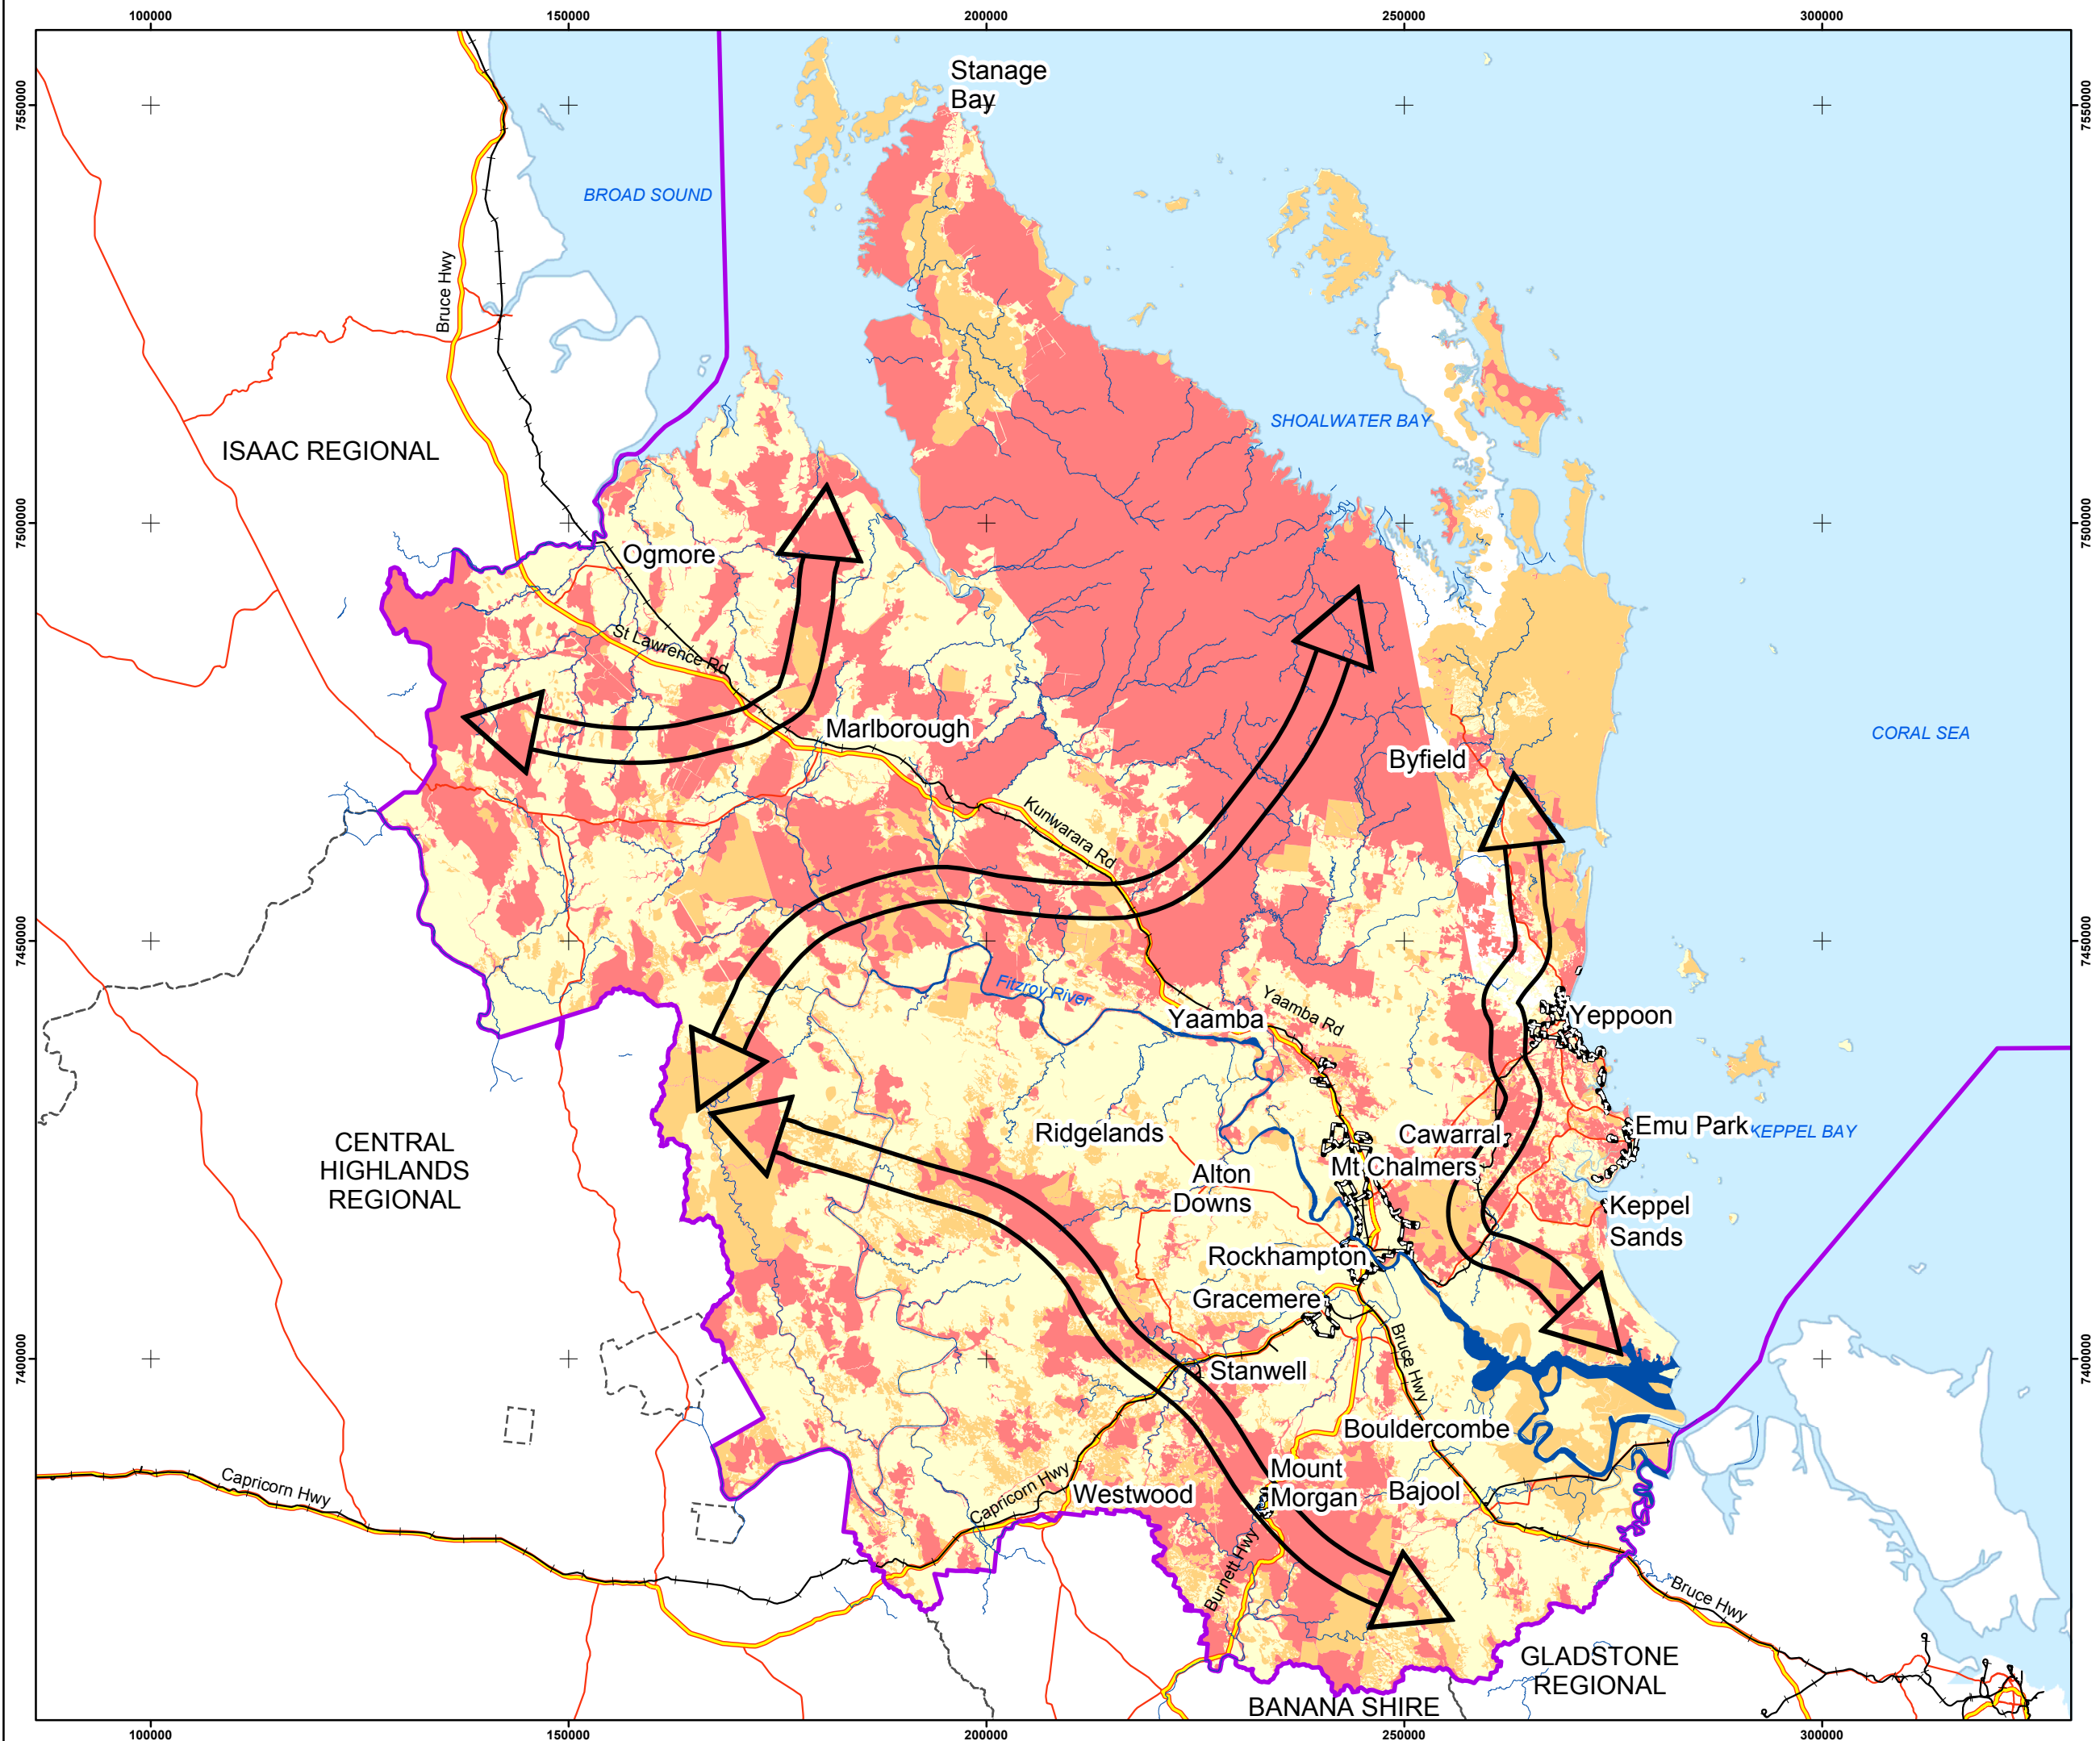 100000
150000
200000
250000
300000
7550000
7550000
Stanage
Bay
BROAD SOUND
Bruce Hwy
SHOALWATER BAY
ISAAC REGIONAL
7500000
7500000
Ogmore
St Lawrence Rd
Marlborough
CORAL SEA
Byfield
Kunwarara Rd
7450000
7450000
Fitzroy River
Yaamba
Yaamba Rd
Yeppoon
Ridgelands
Cawarral
Emu Park
KEPPEL BAY
CENTRAL
HIGHLANDS
REGIONAL
Alton
Downs
Mt Chalmers
Keppel
Sands
Rockhampton
Gracemere
7400000
7400000
Bruce Hwy
Stanwell
Bouldercombe
Mount
Morgan
Bajool
Capricorn Hwy
Capricorn Hwy
Westwood
Burnett Hwy
Bruce Hwy
GLADSTONE
REGIONAL
BANANA SHIRE
100000
150000
200000
250000
300000